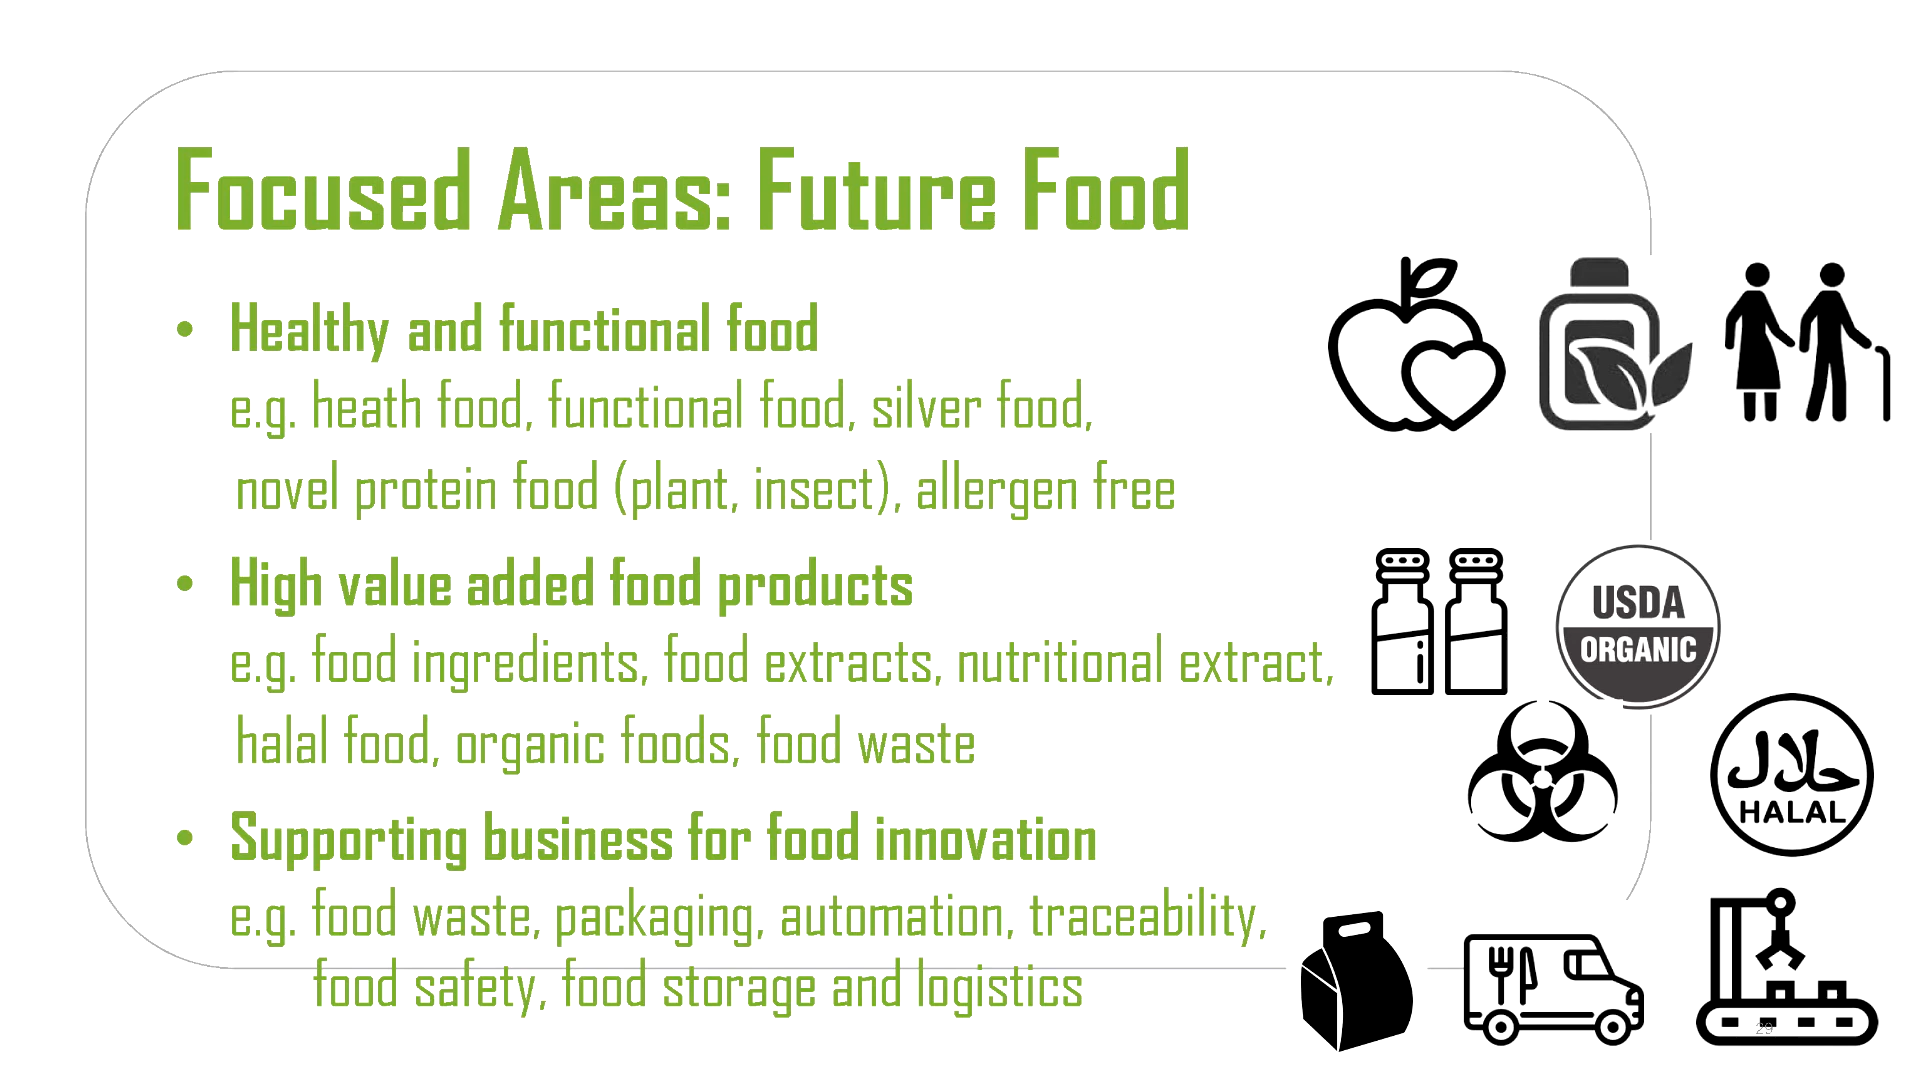 Focused Areas: Future Food
• Healthy and functional food
e.g. heath food, functional food, silver food,
novel protein food (plant, insect), allergen free
• High value added food products
e.g. food ingredients, food extracts, nutritional extract,
halal food, organic foods, food waste
• Supporting business for food innovation
e.g. food waste, packaging, automation, traceability,
food safety, food storage and logistics
USDA
ORGANIC
حلال
HALAL
29